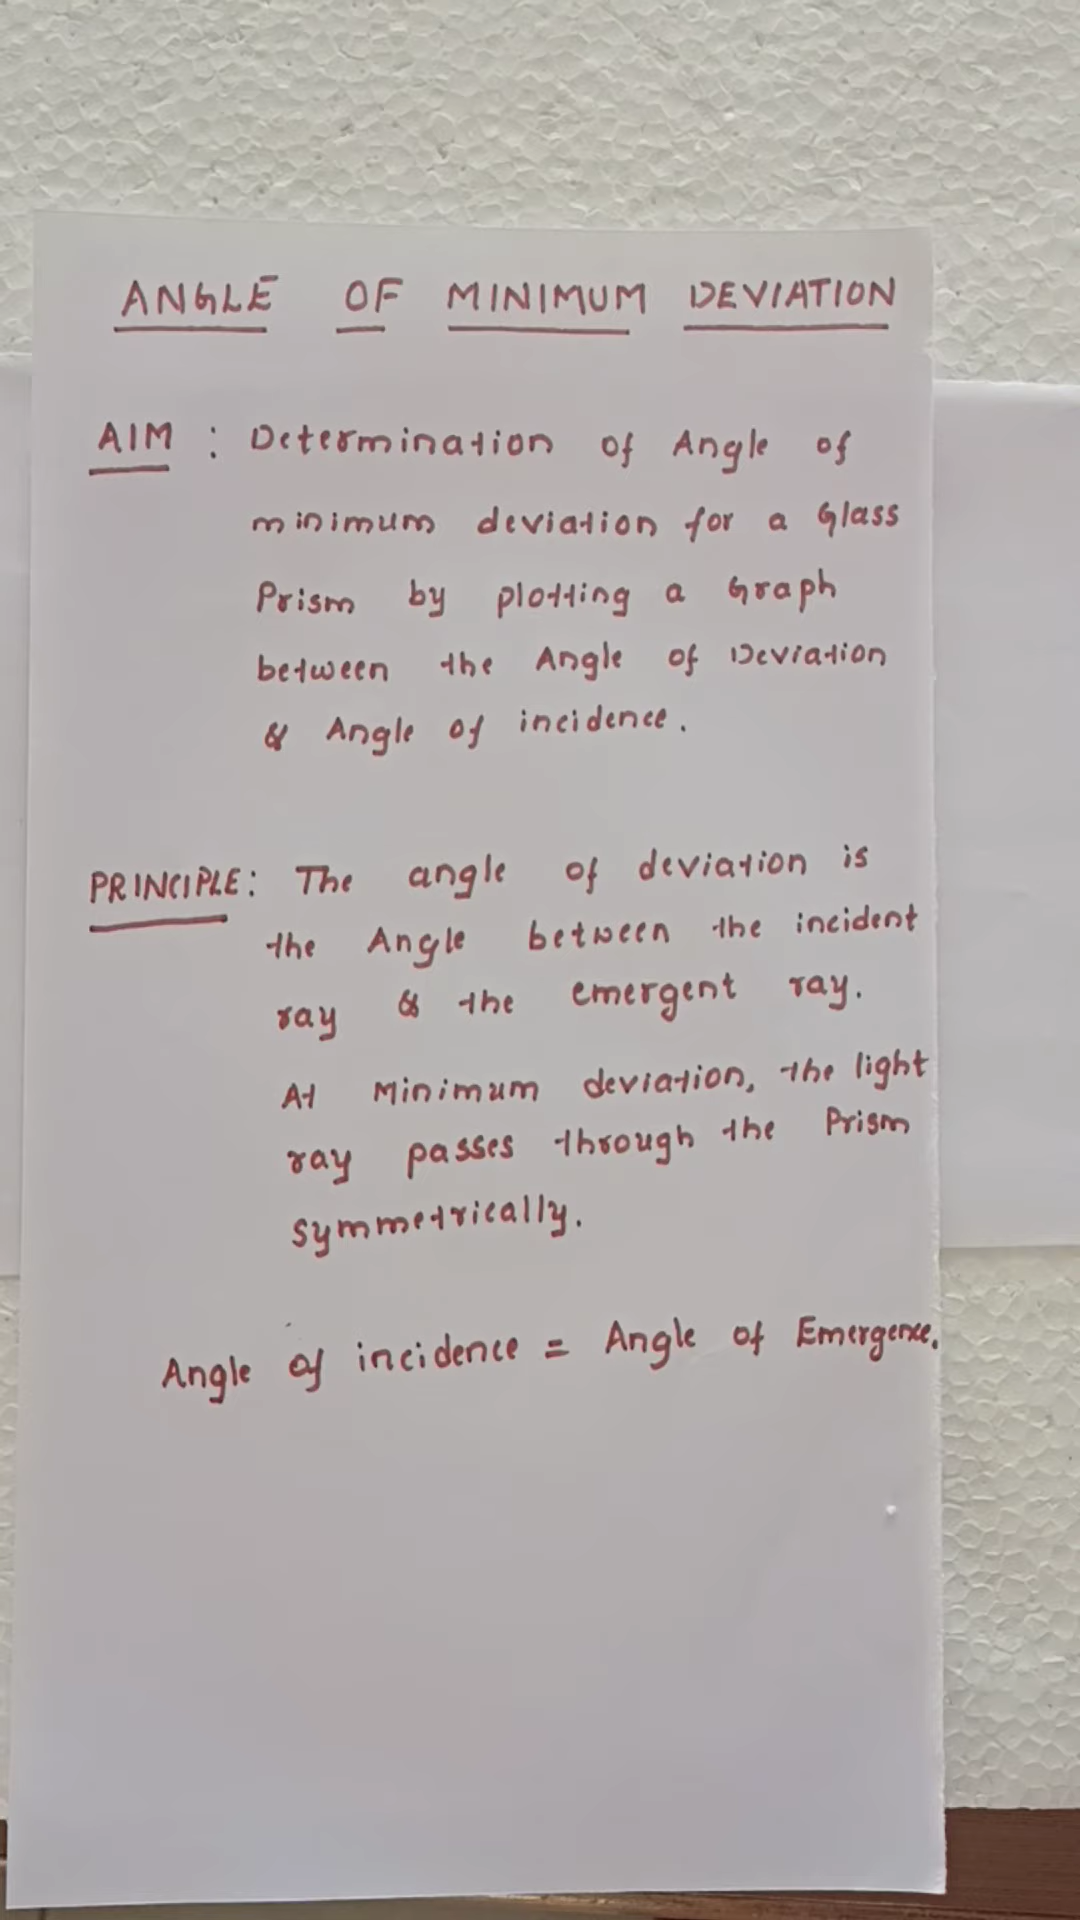 ANGLE OF MINIMUM DEVIATION
AIM : Determination of Angle of
minimum deviation for a Glass
Prism by plotting a Graph
between the Angle of Deviation
& Angle of incidence.
PRINCIPLE: The angle of deviation is
the Angle between the incident
ray & the emergent ray.
At Minimum deviation, the light
ray passes through the Prism
symmetrically.
Angle of incidence = Angle of Emergence.